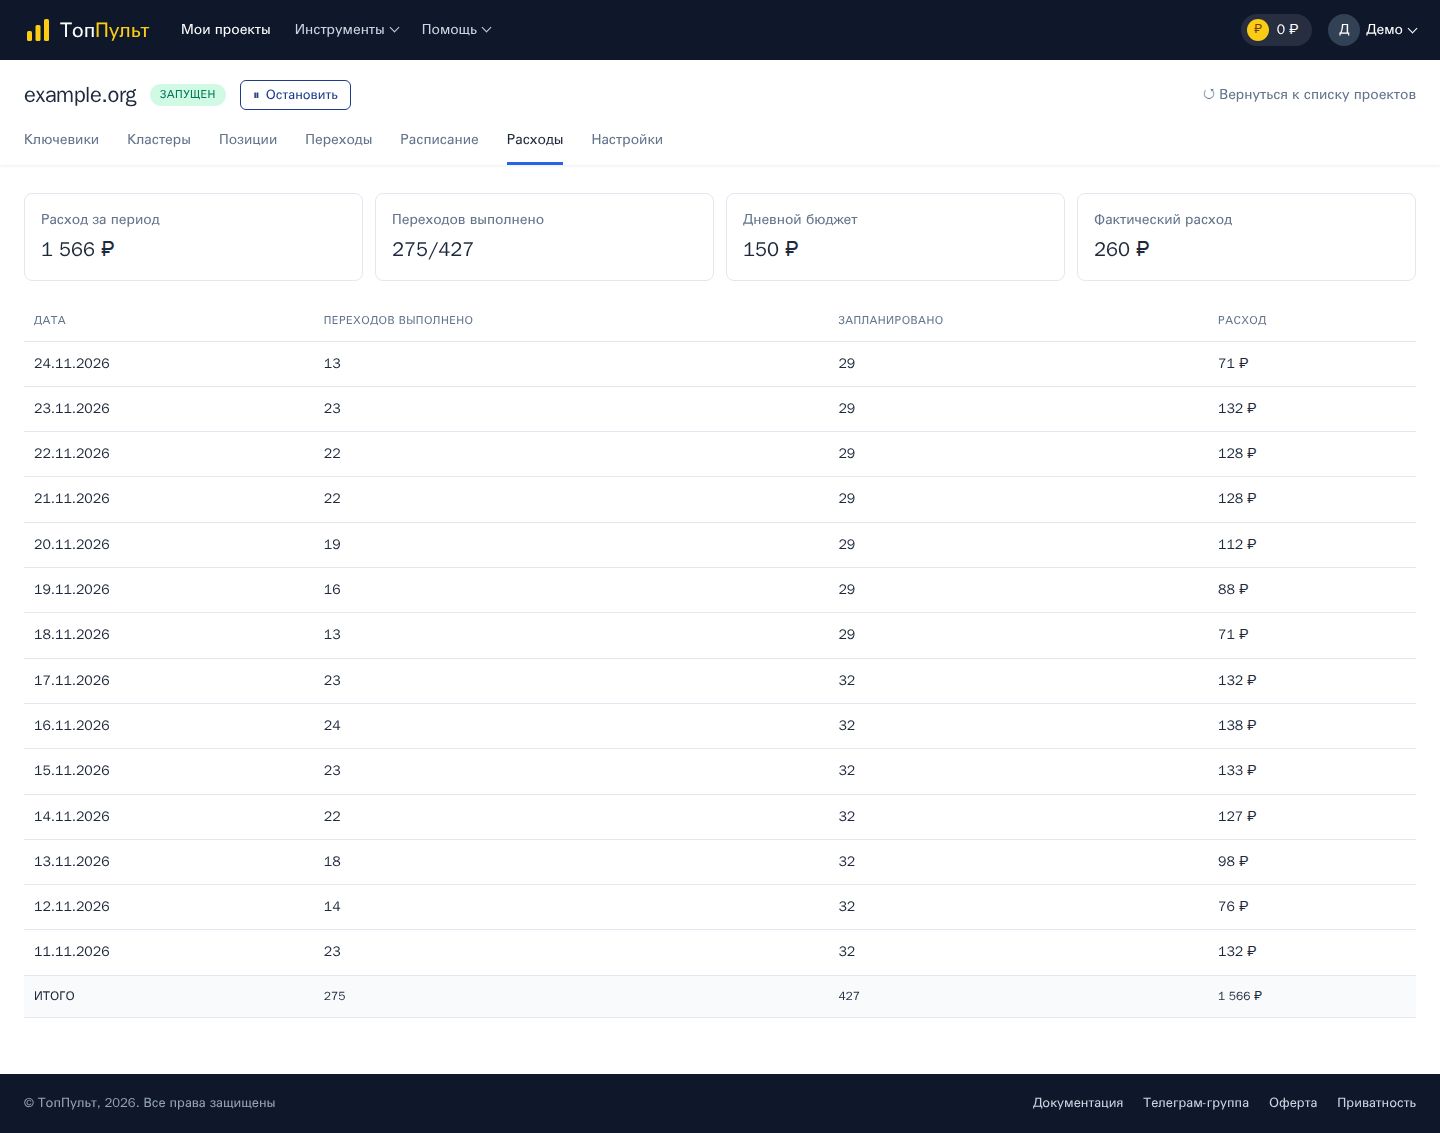 ТопПульт Мои проекты Инструменты Помощь ₽ 0 ₽ Д Демо
example.org ЗАПУЩЕН Остановить Вернуться к списку проектов
Ключевики Кластеры Позиции Переходы Расписание Расходы Настройки
Расход за период Переходов выполнено Дневной бюджет Фактический расход
1 566 ₽ 275/427 150 ₽ 260 ₽
ДАТА ПЕРЕХОДОВ ВЫПОЛНЕНО ЗАПЛАНИРОВАНО РАСХОД
24.11.2026 13 29 71 ₽
23.11.2026 23 29 132 ₽
22.11.2026 22 29 128 ₽
21.11.2026 22 29 128 ₽
20.11.2026 19 29 112 ₽
19.11.2026 16 29 88 ₽
18.11.2026 13 29 71 ₽
17.11.2026 23 32 132 ₽
16.11.2026 24 32 138 ₽
15.11.2026 23 32 133 ₽
14.11.2026 22 32 127 ₽
13.11.2026 18 32 98 ₽
12.11.2026 14 32 76 ₽
11.11.2026 23 32 132 ₽
ИТОГО 275 427 1 566 ₽
© ТопПульт, 2026. Все права защищены Документация Телеграм-группа Оферта Приватность